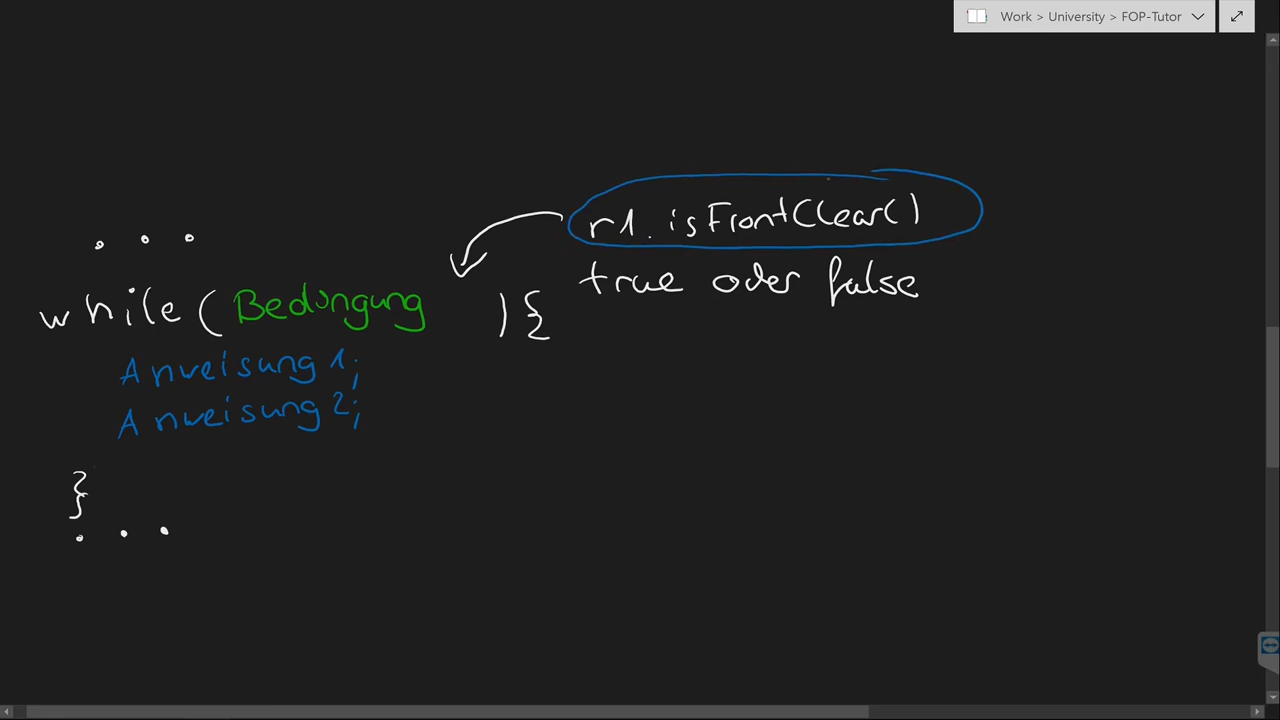 Work > University > FOP-Tutor
r1.isFrontClear()
true oder false
...
while(Bedingung ){
Anweisung 1;
Anweisung 2;
}
...